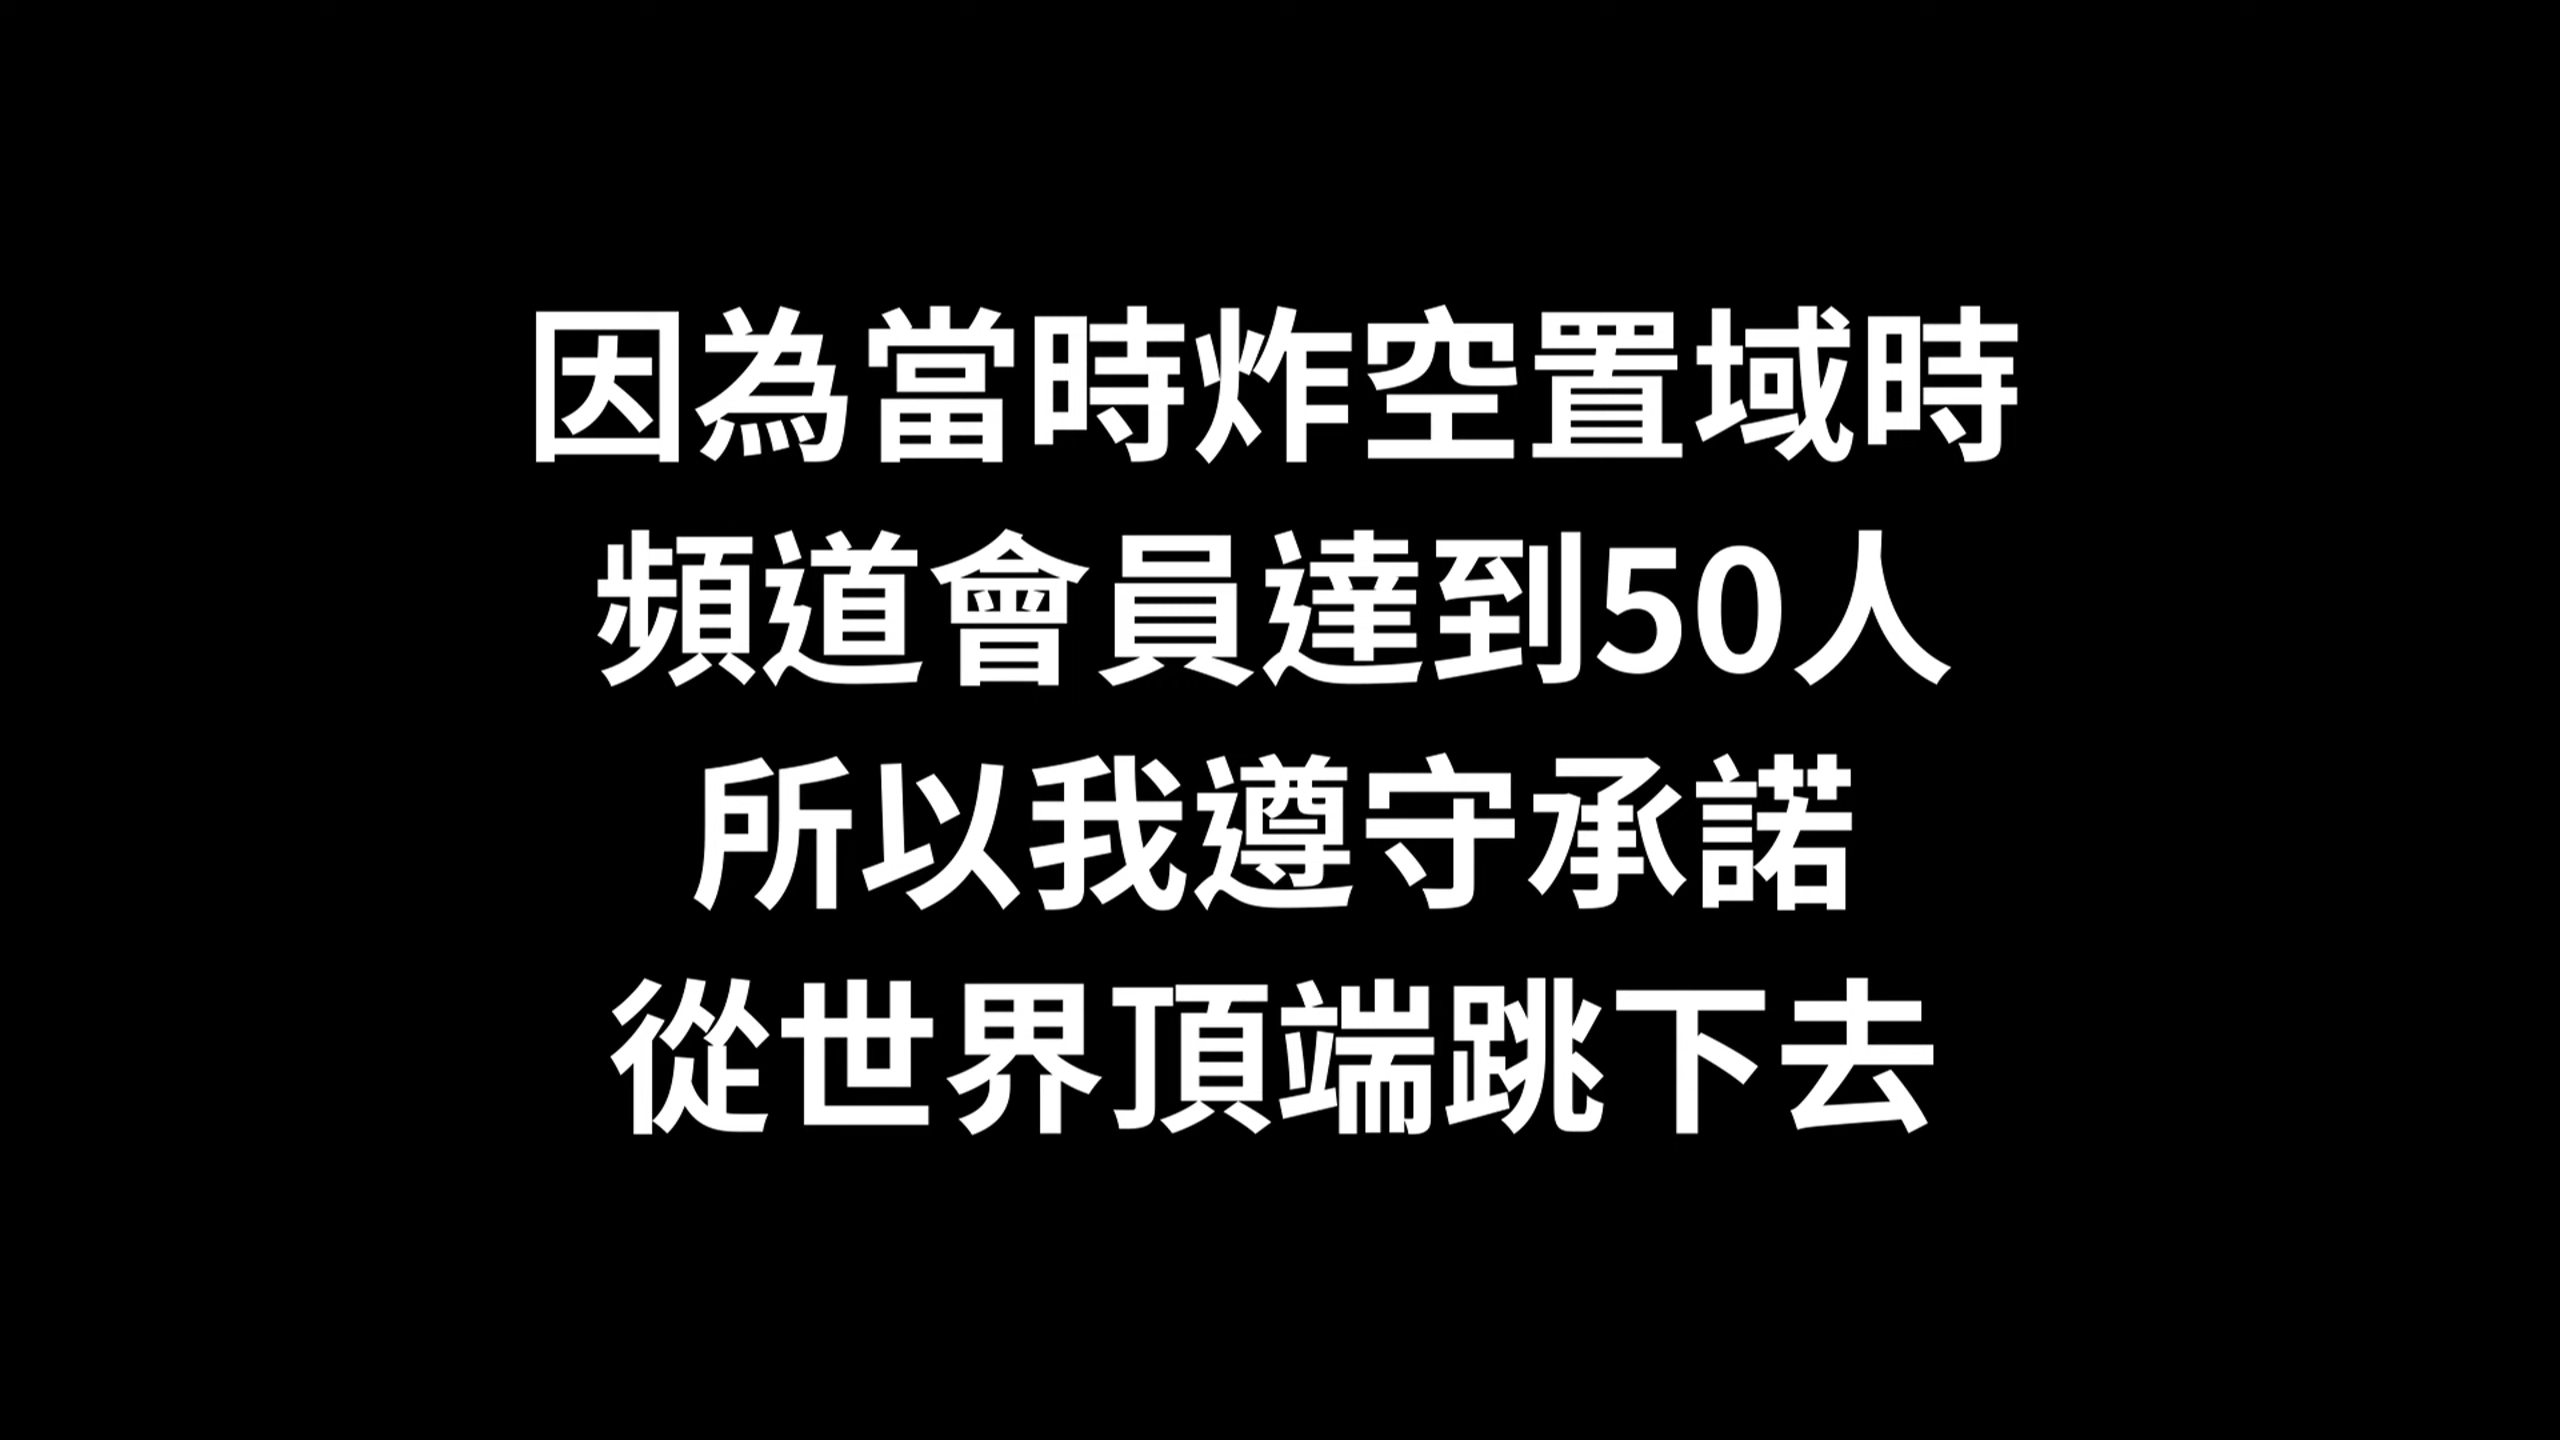 因為當時炸空置域時
頻道會員達到50人
所以我遵守承諾
從世界頂端跳下去